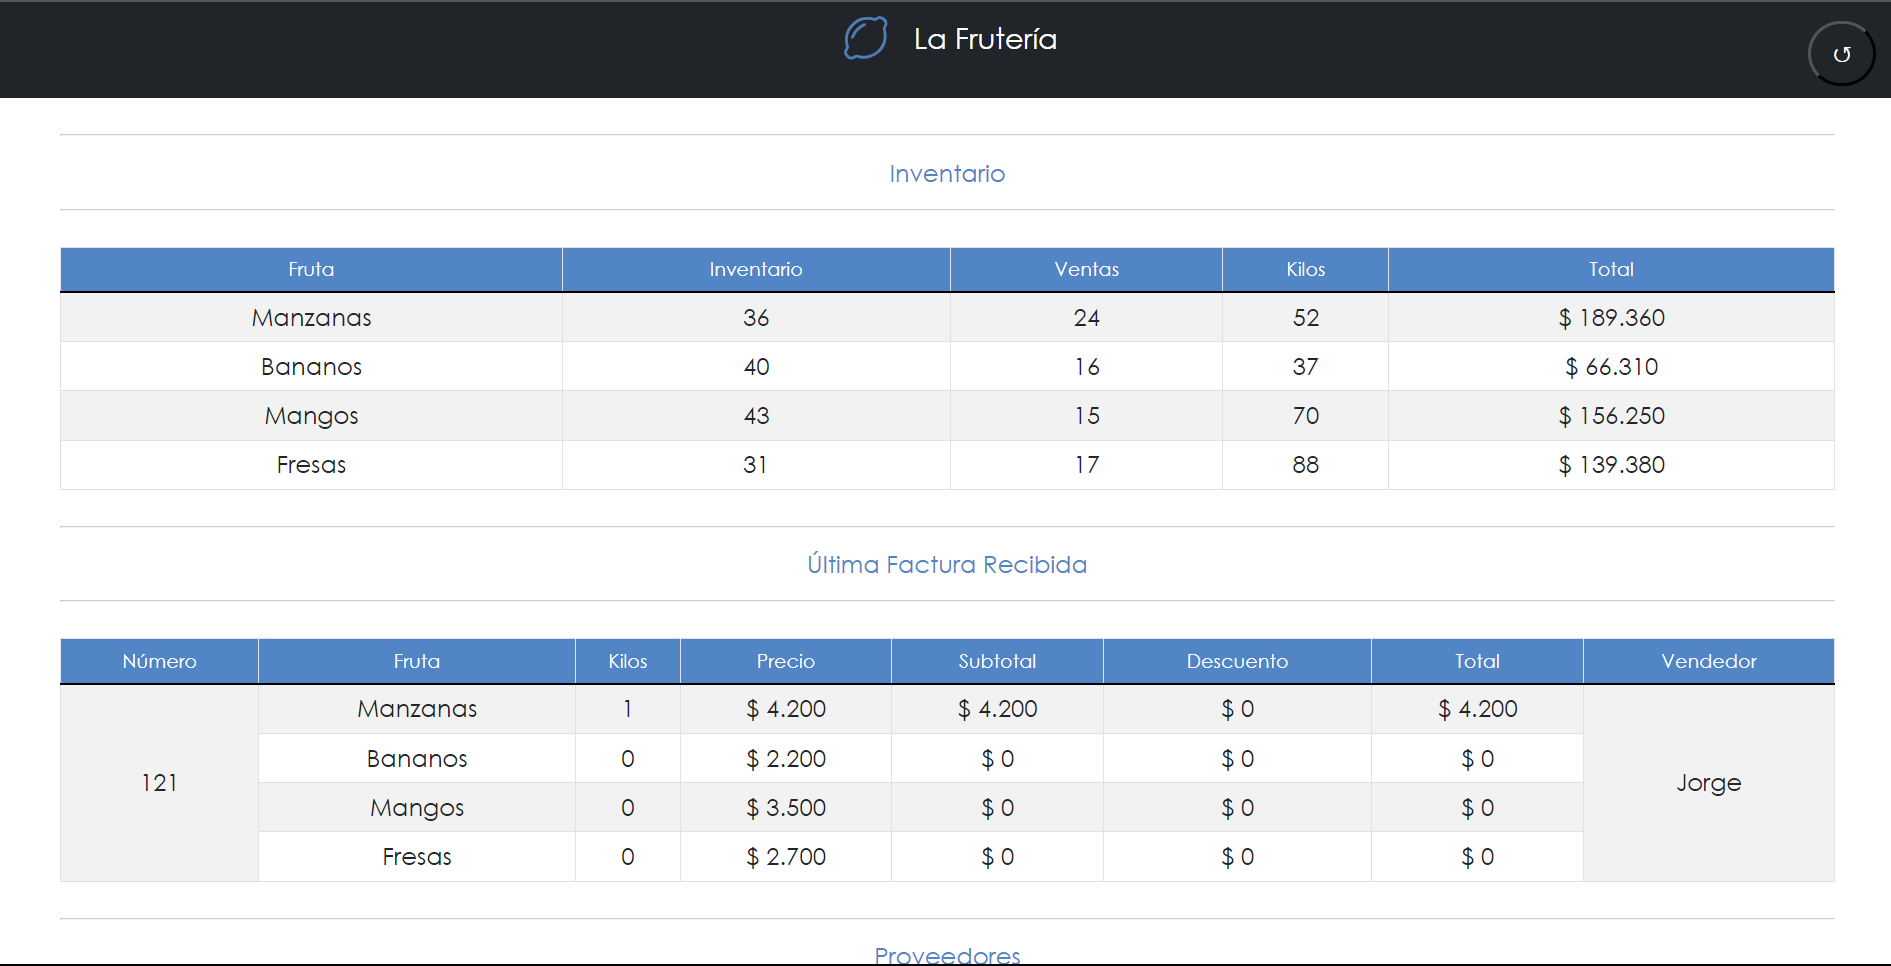 La Frutería
↺
Inventario
Fruta Inventario Ventas Kilos Total
Manzanas 36 24 52 $ 189.360
Bananos 40 16 37 $ 66.310
Mangos 43 15 70 $ 156.250
Fresas 31 17 88 $ 139.380
Última Factura Recibida
Número Fruta Kilos Precio Subtotal Descuento Total Vendedor
Manzanas 1 $ 4.200 $ 4.200 $ 0 $ 4.200
Bananos 0 $ 2.200 $ 0 $ 0 $ 0
121 Jorge
Mangos 0 $ 3.500 $ 0 $ 0 $ 0
Fresas 0 $ 2.700 $ 0 $ 0 $ 0
Proveedores